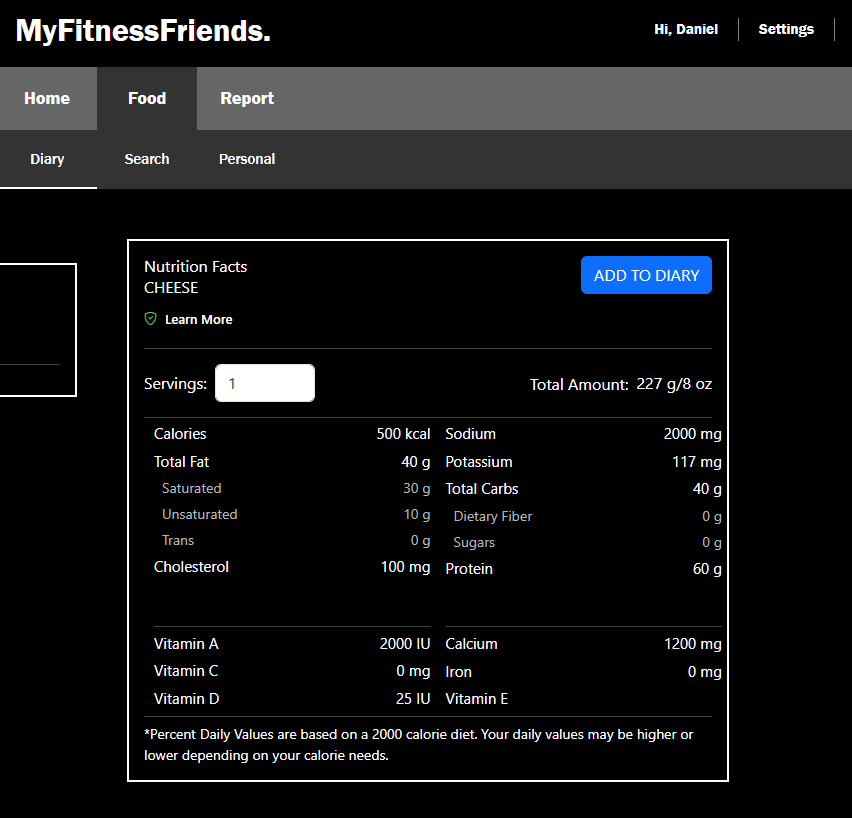 MyFitnessFriends.
Hi, Daniel
Settings
Home
Food
Report
Diary
Search
Personal
Nutrition Facts
CHEESE
ADD TO DIARY
Learn More
Servings: 1
Total Amount: 227 g/8 oz
Calories 500 kcal
Total Fat 40 g
Saturated 30 g
Unsaturated 10 g
Trans 0 g
Cholesterol 100 mg
Sodium 2000 mg
Potassium 117 mg
Total Carbs 40 g
Dietary Fiber 0 g
Sugars 0 g
Protein 60 g
Vitamin A 2000 IU
Vitamin C 0 mg
Vitamin D 25 IU
Calcium 1200 mg
Iron 0 mg
Vitamin E
*Percent Daily Values are based on a 2000 calorie diet. Your daily values may be higher or
lower depending on your calorie needs.